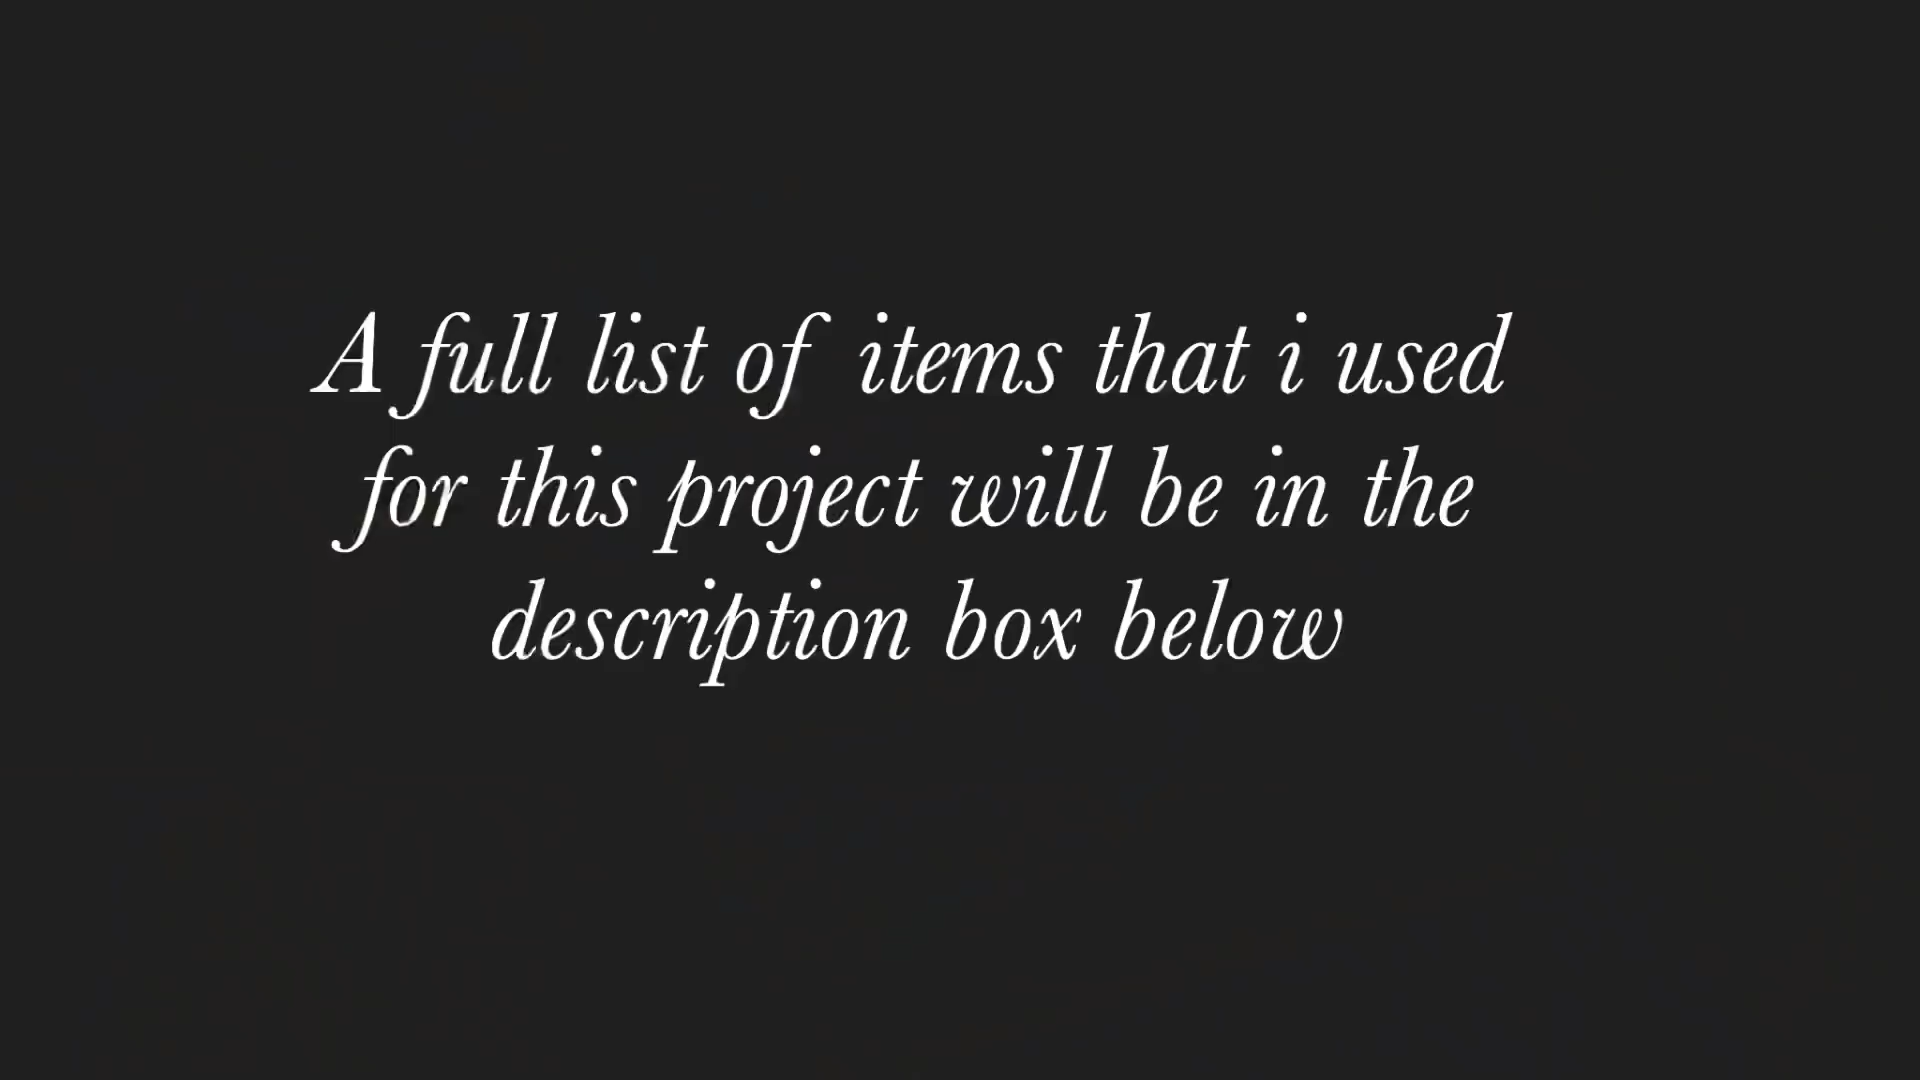 A full list of items that i used
for this project will be in the
description box below